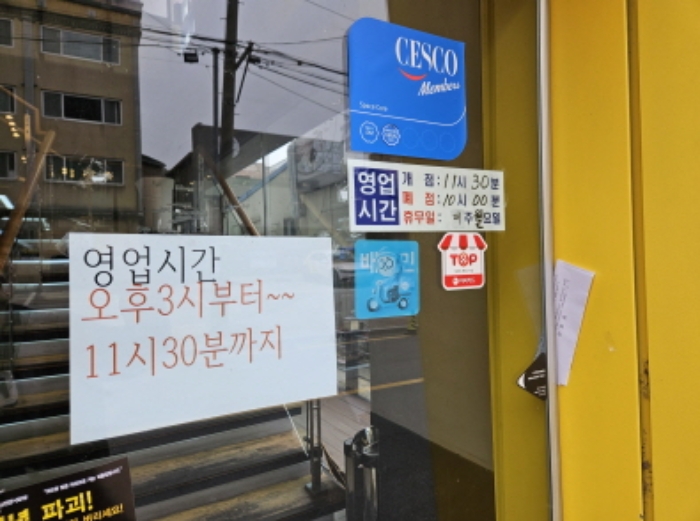 CESCO
Members
영업
시간
개 점: 11시 30분
폐 점: 10시 00분
휴무일: 매주 월요일
영업시간
오후3시부터~~
11시30분까지
배민
TOP
파괴!